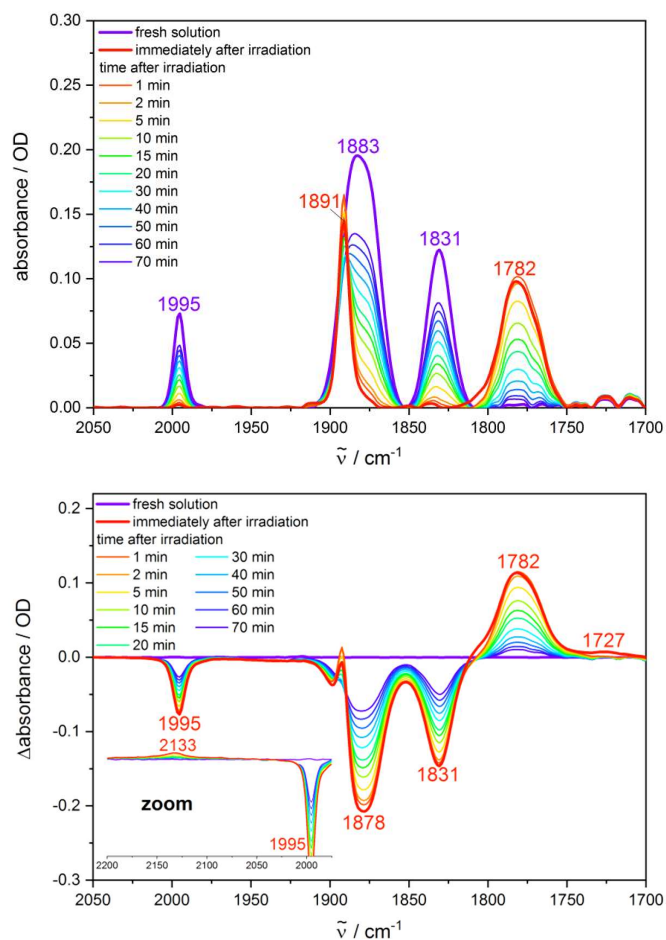 fresh solution
immediately after irradiation
time after irradiation
1 min
2 min
5 min
10 min
15 min
20 min
30 min
40 min
50 min
60 min
70 min
1995
1891
1883
1831
1782
0.30
0.25
0.20
0.15
0.10
0.05
0.00
absorbance / OD
2050 2000 1950 1900 1850 1800 1750 1700
ν̃ / cm⁻¹
fresh solution
immediately after irradiation
time after irradiation
1 min 30 min
2 min 40 min
5 min 50 min
10 min 60 min
15 min 70 min
20 min
1782
1727
1995
2133
1831
1878
zoom
1995
2200 2150 2100 2050 2000
0.2
0.1
0.0
-0.1
-0.2
-0.3
Δabsorbance / OD
2050 2000 1950 1900 1850 1800 1750 1700
ν̃ / cm⁻¹